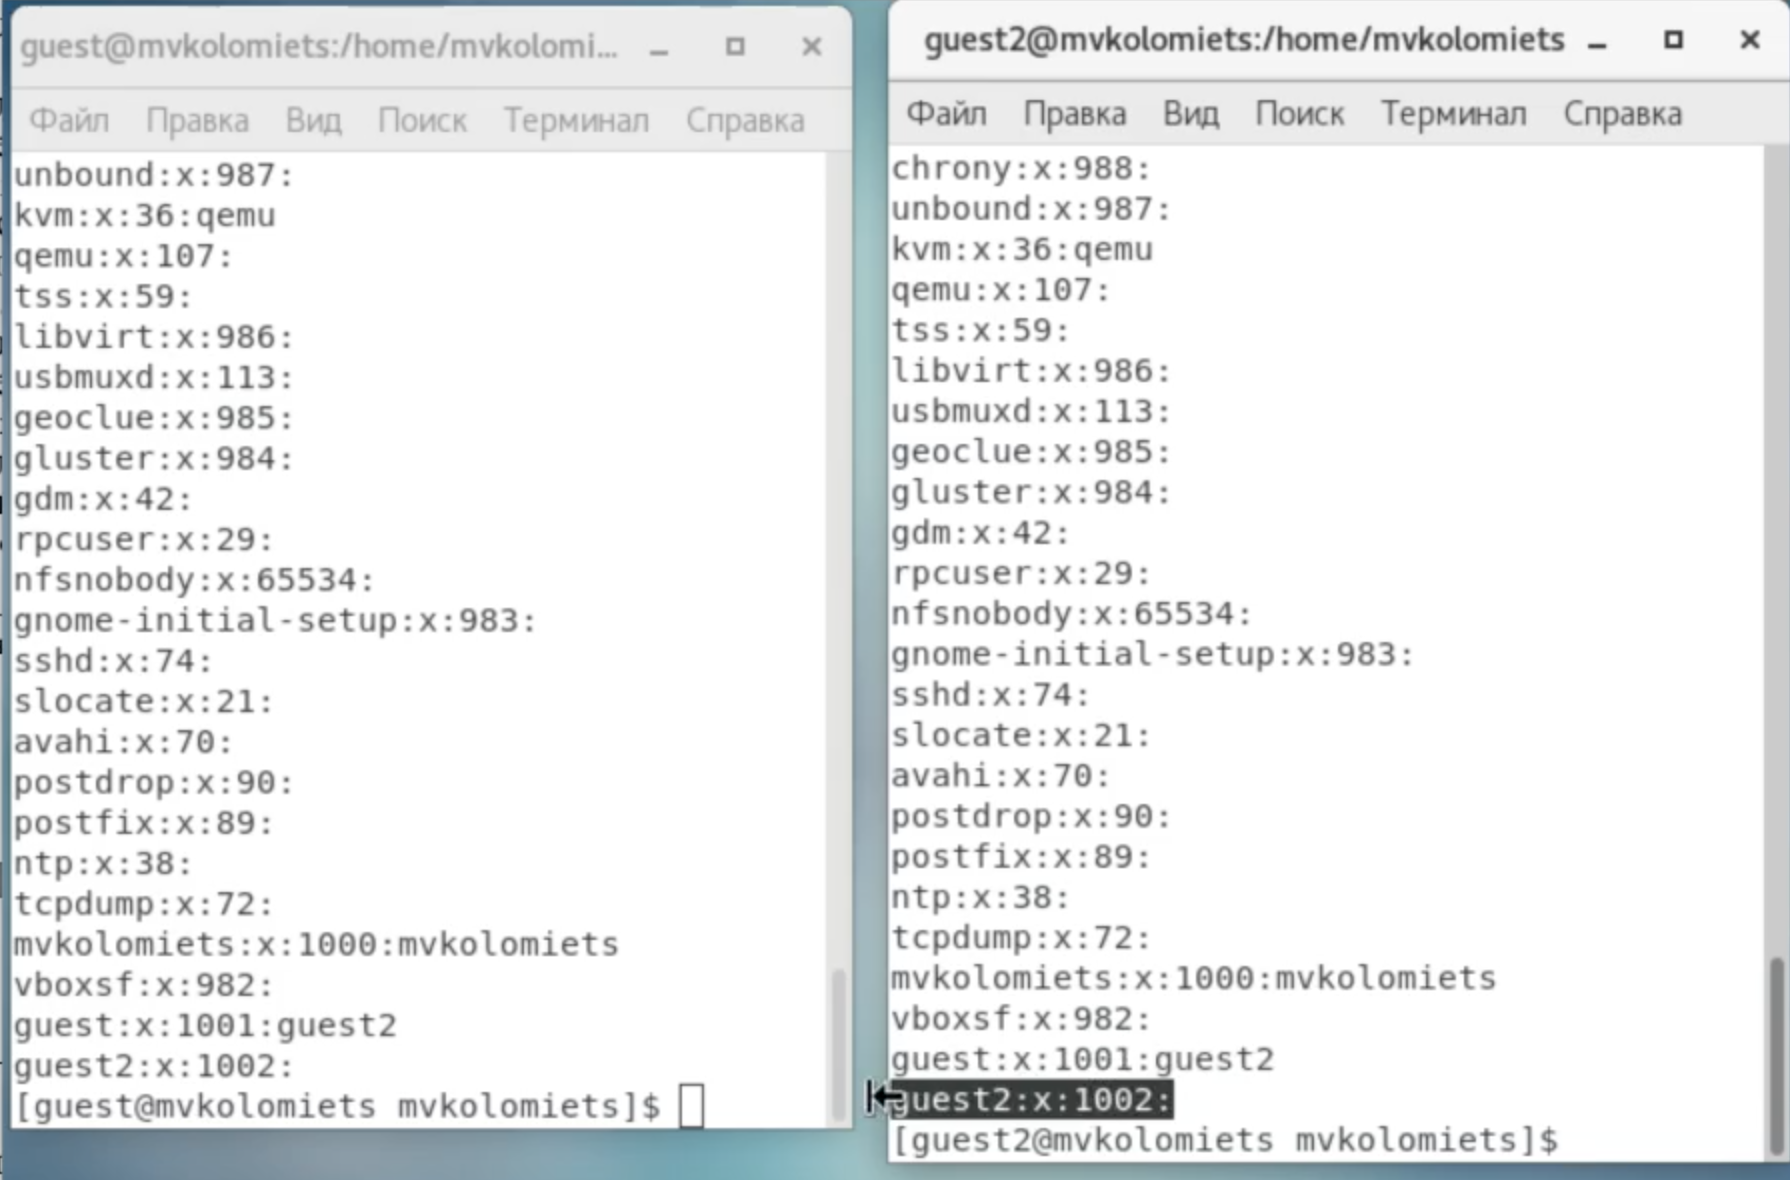 guest@mvkolomiets:/home/mvkolomi...
Файл Правка Вид Поиск Терминал Справка
unbound:x:987:
kvm:x:36:qemu
qemu:x:107:
tss:x:59:
libvirt:x:986:
usbmuxd:x:113:
geoclue:x:985:
gluster:x:984:
gdm:x:42:
rpcuser:x:29:
nfsnobody:x:65534:
gnome-initial-setup:x:983:
sshd:x:74:
slocate:x:21:
avahi:x:70:
postdrop:x:90:
postfix:x:89:
ntp:x:38:
tcpdump:x:72:
mvkolomiets:x:1000:mvkolomiets
vboxsf:x:982:
guest:x:1001:guest2
guest2:x:1002:
[guest@mvkolomiets mvkolomiets]$
guest2@mvkolomiets:/home/mvkolomiets
Файл Правка Вид Поиск Терминал Справка
chrony:x:988:
unbound:x:987:
kvm:x:36:qemu
qemu:x:107:
tss:x:59:
libvirt:x:986:
usbmuxd:x:113:
geoclue:x:985:
gluster:x:984:
gdm:x:42:
rpcuser:x:29:
nfsnobody:x:65534:
gnome-initial-setup:x:983:
sshd:x:74:
slocate:x:21:
avahi:x:70:
postdrop:x:90:
postfix:x:89:
ntp:x:38:
tcpdump:x:72:
mvkolomiets:x:1000:mvkolomiets
vboxsf:x:982:
guest:x:1001:guest2
guest2:x:1002:
[guest2@mvkolomiets mvkolomiets]$